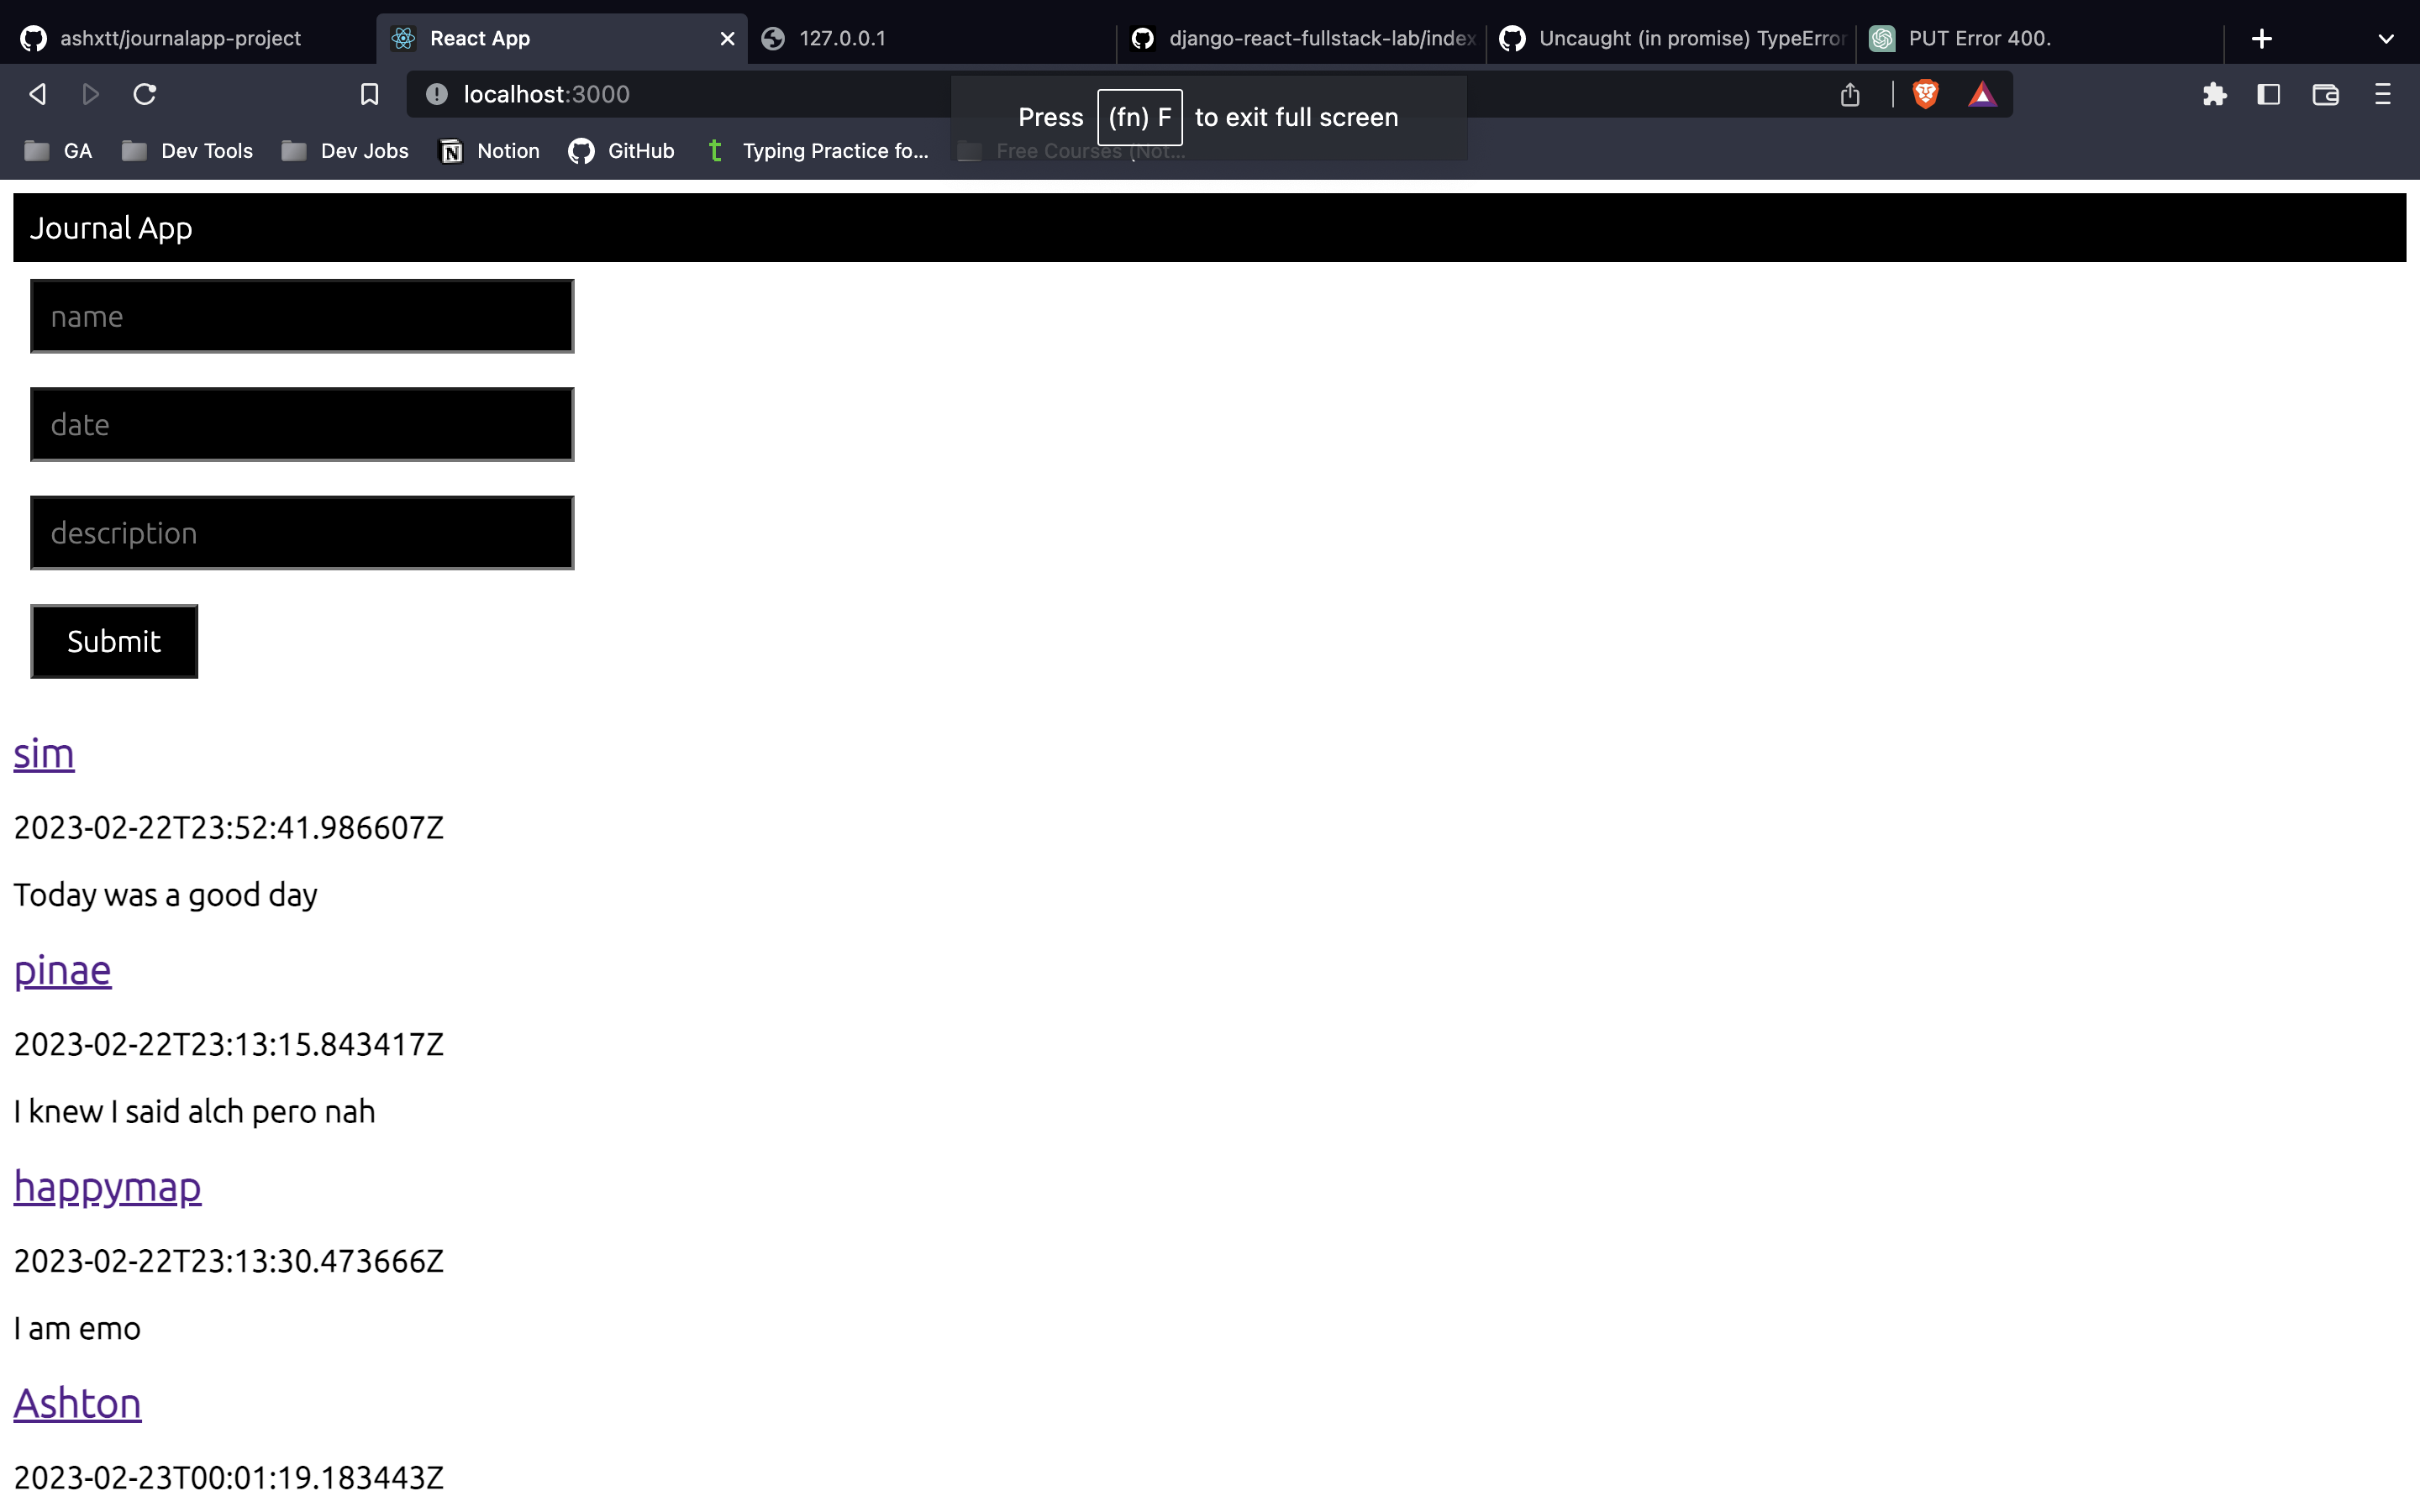 ashxtt/journalapp-project
React App
127.0.0.1
django-react-fullstack-lab/index
Uncaught (in promise) TypeError
PUT Error 400.
localhost:3000
Press (fn) F to exit full screen
GA
Dev Tools
Dev Jobs
Notion
GitHub
Typing Practice fo...
Free Courses (Not...
Journal App
name
date
description
Submit
sim
2023-02-22T23:52:41.986607Z
Today was a good day
pinae
2023-02-22T23:13:15.843417Z
I knew I said alch pero nah
happymap
2023-02-22T23:13:30.473666Z
I am emo
Ashton
2023-02-23T00:01:19.183443Z